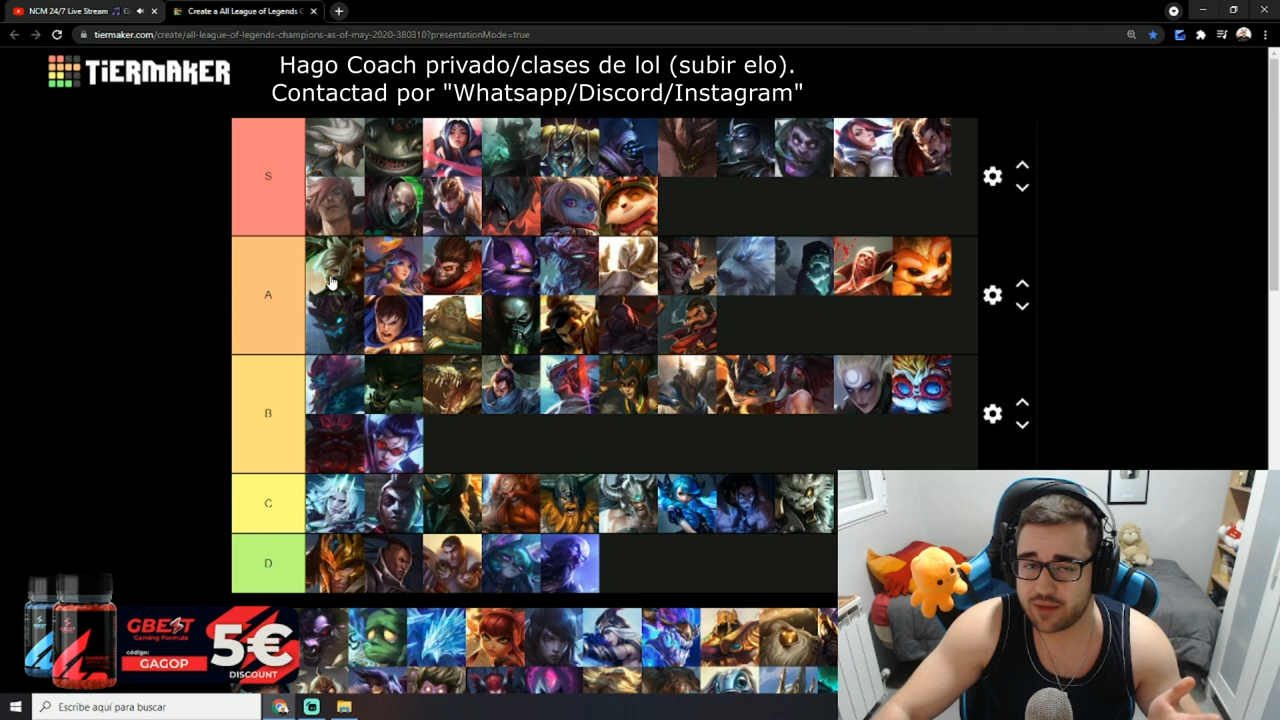 NCM 24/7 Live Stream
Create a All League of Legends C
tiermaker.com/create/all-league-of-legends-champions-as-of-may-2020-380310?presentationMode=true
TiERMAKER
Hago Coach privado/clases de lol (subir elo).
Contactad por "Whatsapp/Discord/Instagram"
S
A
B
C
D
GBEST
Gaming Formula
código:
GAGOP
5€
DISCOUNT
Escribe aquí para buscar